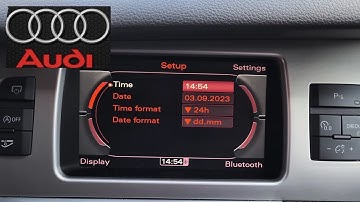 Audi
Setup
Settings
Time 14:54
Date 03.09.2023
Time format ▼ 24h
Date format ▼ dd.mm
Display 14:54 Bluetooth